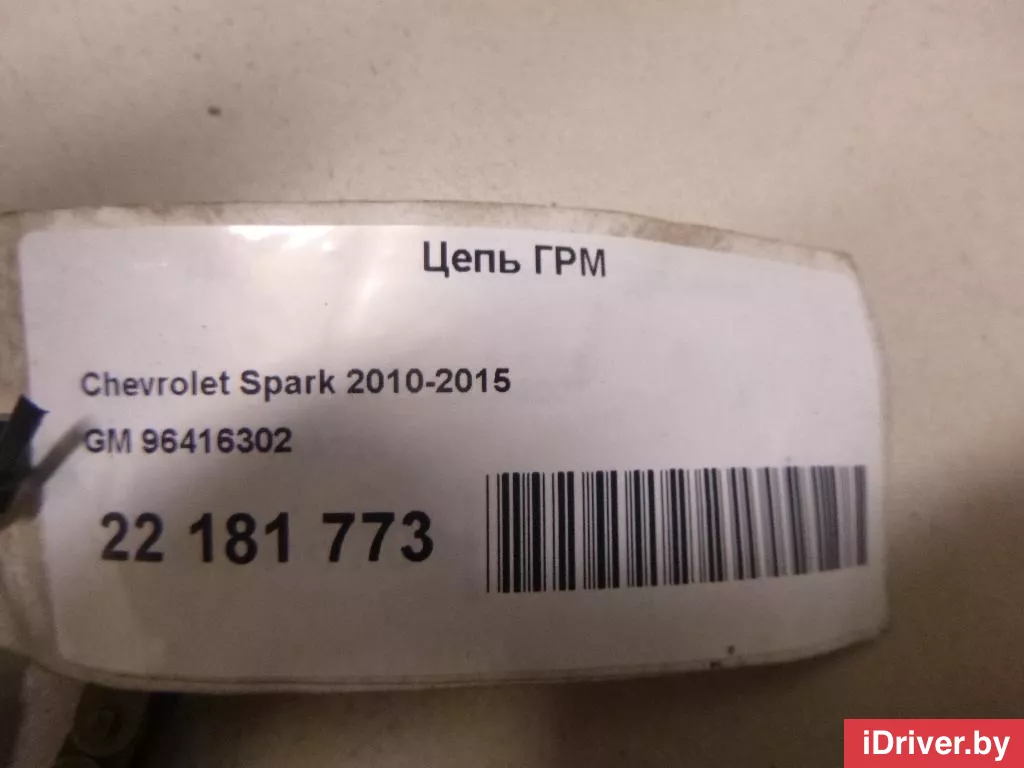 Цепь ГРМ
Chevrolet Spark 2010-2015
GM 96416302
22 181 773
iDriver.by